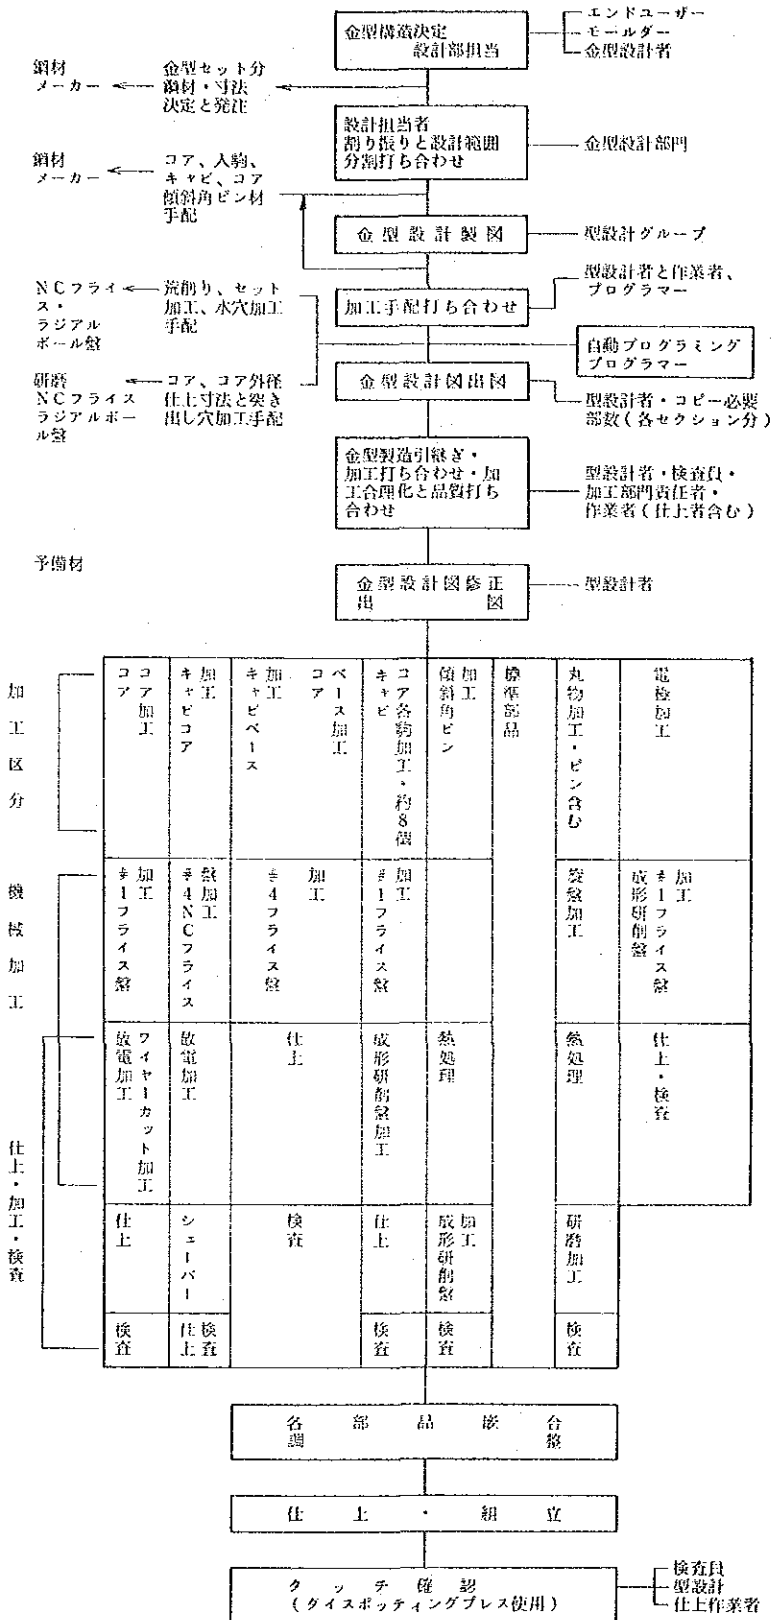 金型構造決定
設計部担当
エンドユーザー
モールダー
金型設計者
鋼材
メーカー
金型セット分
鋼材・寸法
決定と発注
設計担当者
割り振りと設計範囲
分割打ち合わせ
金型設計部門
鋼材
メーカー
コア、入駒、
キャビ、コア
傾斜角ピン材
手配
金型設計製図
型設計グループ
加工手配打ち合わせ
型設計者と作業者、
プログラマー
NCフライ
ス・
ラジアル
ボール盤
荒削り、セット
加工、水穴加工
手配
自動プログラミング
プログラマー
金型設計図出図
型設計者・コピー必要
部数(各セクション分)
研磨
NCフライス
ラジアルボー
ル盤
コア、コア外径
仕上寸法と突き
出し穴加工手配
金型製造引継ぎ・
加工打ち合わせ・加
工合理化と品質打ち
合わせ
型設計者・検査員・
加工部門責任者・
作業者(仕上者含む)
予備材
金型設計図修正
出図
型設計者
加工区分
コア加工
コア
加工
キャビコア
ベース加工
コア
加工
キャビベース
コア各駒加工・約8個
キャビ
加工
傾斜角ピン
標準部品
丸物加工・ピン含む
電極加工
機械加工
加工
#1フライス盤
盤加工
#4NCフライス
加工
#4フライス盤
加工
#1フライス盤
旋盤加工
加工
#1フライス盤
成形研削盤
仕上・加工・検査
ワイヤーカット加工
放電加工
放電加工
仕上
成形研削盤加工
熱処理
熱処理
仕上・検査
仕上
シェーバー
検査
仕上
加工
成形研削盤
研磨加工
検査
検査
仕上
検査
検査
検査
各部品嵌合
調整
仕上・組立
タッチ確認
(ダイスポッティングプレス使用)
検査員
型設計
仕上作業者